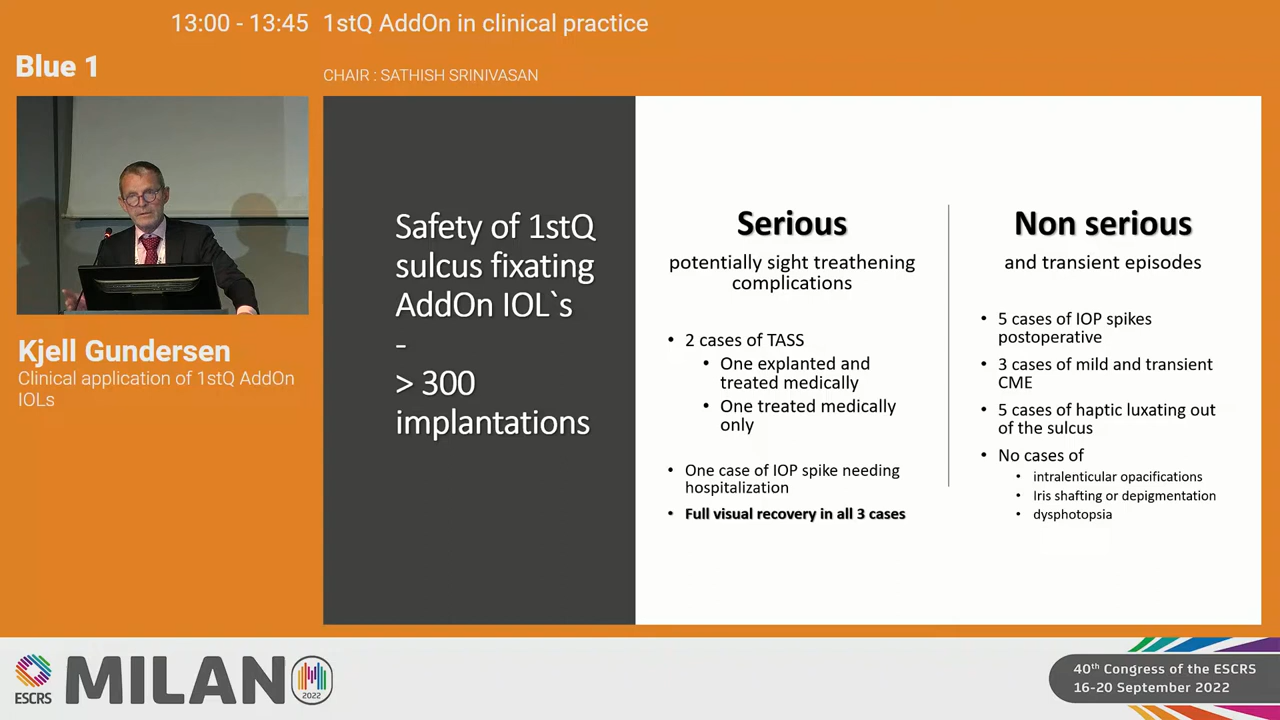 13:00 - 13:45 1stQ AddOn in clinical practice
Blue 1
CHAIR : SATHISH SRINIVASAN
Kjell Gundersen
Clinical application of 1stQ AddOn
IOLs
Safety of 1stQ
sulcus fixating
AddOn IOL`s
-
> 300
implantations
Serious
potentially sight treathening
complications
• 2 cases of TASS
• One explanted and
treated medically
• One treated medically
only
• One case of IOP spike needing
hospitalization
• Full visual recovery in all 3 cases
Non serious
and transient episodes
• 5 cases of IOP spikes
postoperative
• 3 cases of mild and transient
CME
• 5 cases of haptic luxating out
of the sulcus
• No cases of
• intralenticular opacifications
• Iris shafting or depigmentation
• dysphotopsia
ESCRS
MILANO
2022
40th Congress of the ESCRS
16-20 September 2022